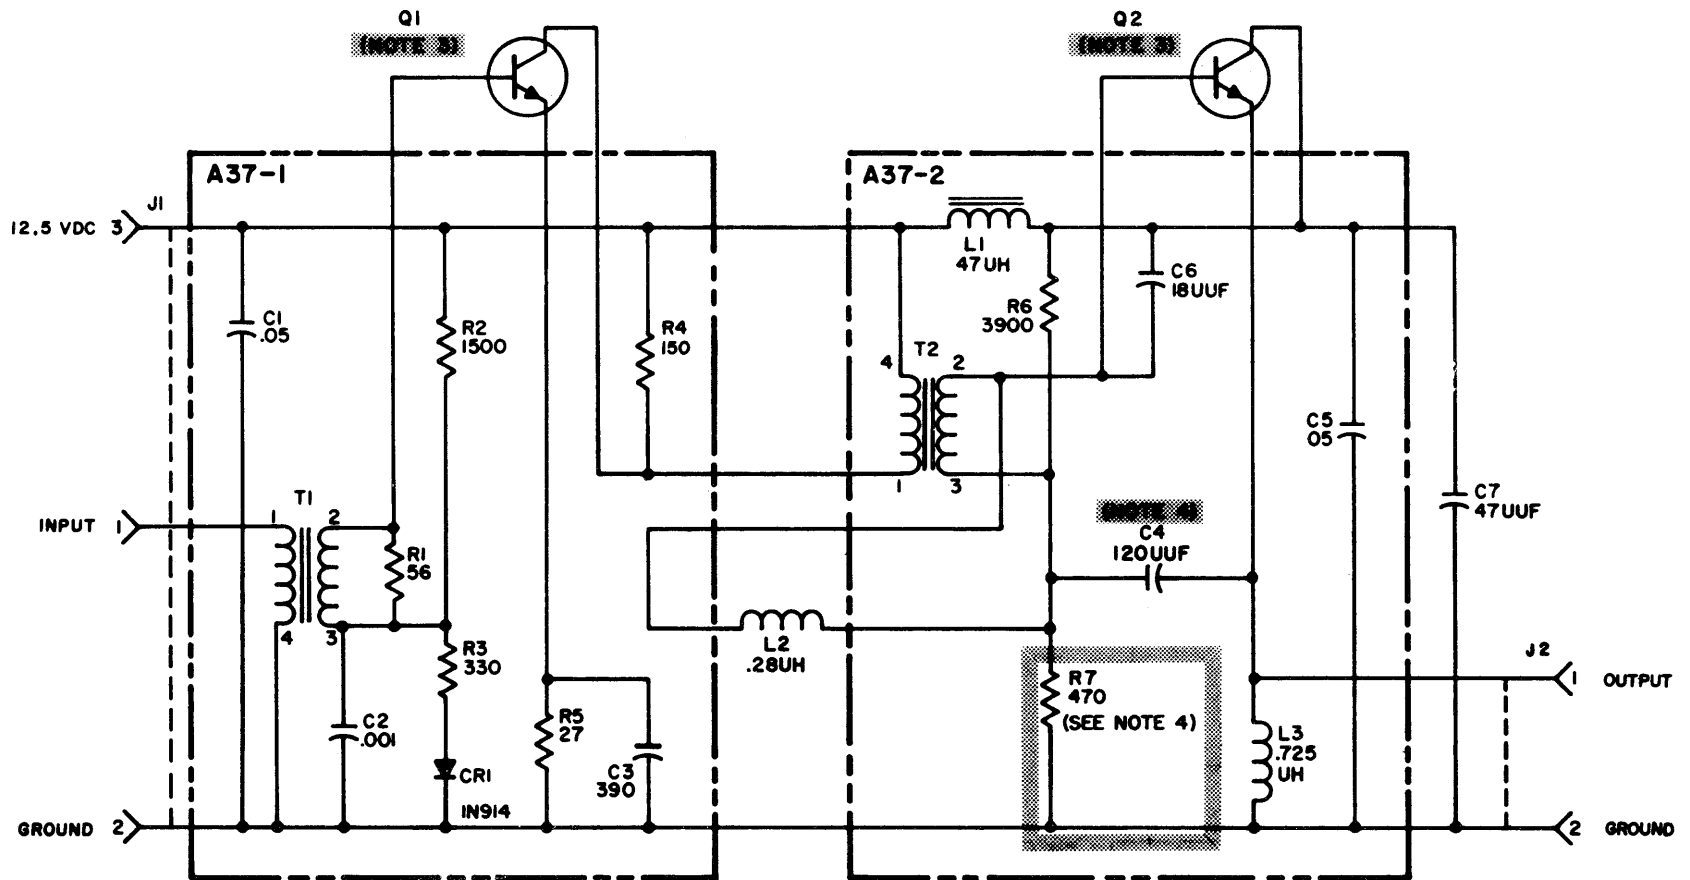 Q1
(NOTE 3)
Q2
(NOTE 3)
A37-1
A37-2
J1
12.5 VDC 3
L1
47UH
C6
18UUF
R6
3900
C1
.05
R2
1500
R4
150
T2
4
2
1
3
C5
.05
C7
47UUF
(NOTE 4)
C4
120UUF
T1
INPUT 1
1
2
R1
56
4
3
R3
330
L2
.28UH
J2
1 OUTPUT
R7
470
(SEE NOTE 4)
C2
.001
R5
27
L3
.725
UH
CR1
C3
390
1N914
GROUND 2
2 GROUND